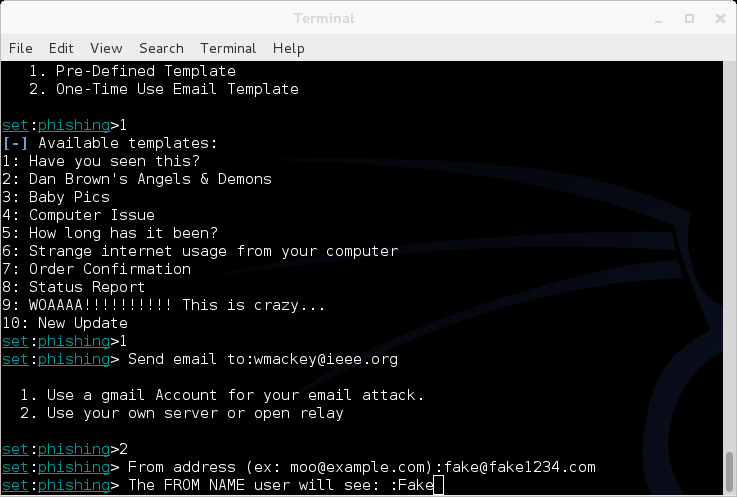 Terminal
File Edit View Search Terminal Help
1. Pre-Defined Template
2. One-Time Use Email Template
set:phishing>1
[-] Available templates:
1: Have you seen this?
2: Dan Brown's Angels & Demons
3: Baby Pics
4: Computer Issue
5: How long has it been?
6: Strange internet usage from your computer
7: Order Confirmation
8: Status Report
9: WOAAAA!!!!!!!!!! This is crazy...
10: New Update
set:phishing>1
set:phishing> Send email to:wmackey@ieee.org
1. Use a gmail Account for your email attack.
2. Use your own server or open relay
set:phishing>2
set:phishing> From address (ex: moo@example.com):fake@fake1234.com
set:phishing> The FROM NAME user will see: :Fake